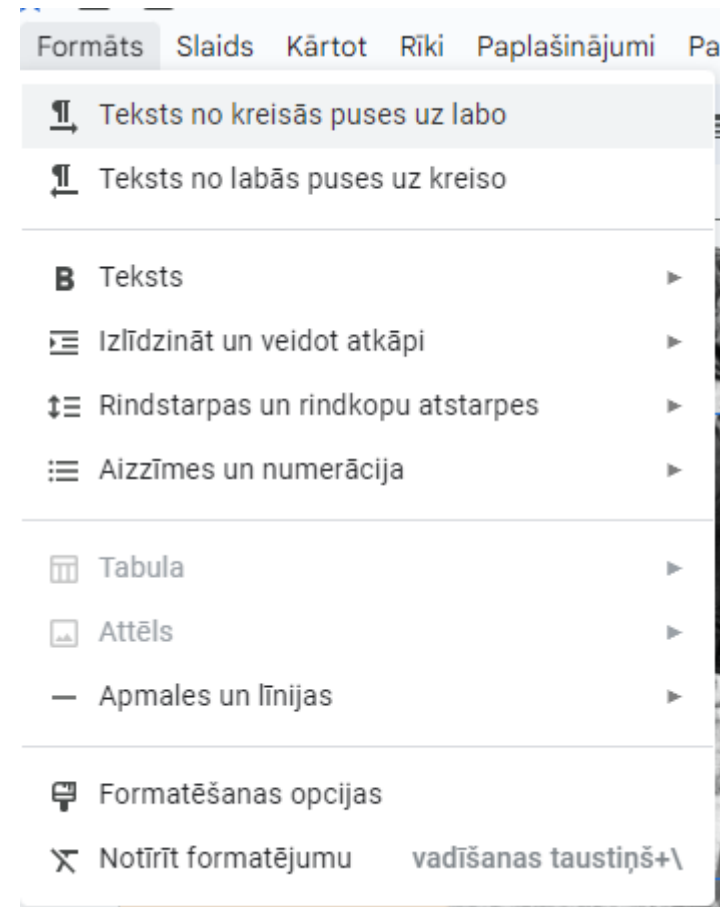 Formāts Slaids Kārtot Rīki Paplašinājumi Pa
Teksts no kreisās puses uz labo
Teksts no labās puses uz kreiso
B Teksts
Izlīdzināt un veidot atkāpi
Rindstarpas un rindkopu atstarpes
Aizzīmes un numerācija
Tabula
Attēls
Apmales un līnijas
Formatēšanas opcijas
Notīrīt formatējumu vadīšanas taustiņš+\